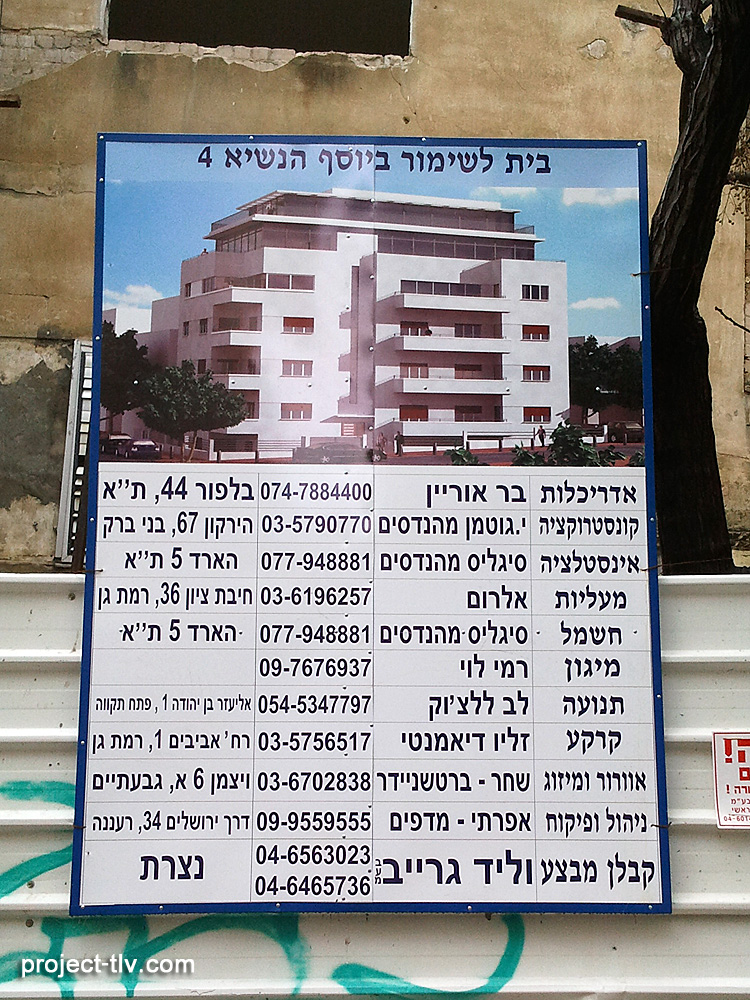 בית לשימור ביוסף הנשיא 4
אדריכלות בר אוריין 074-7884400 בלפור 44, ת''א
קונסטרוקציה י.גוטמן מהנדסים 03-5790770 הירקון 67, בני ברק
אינסטלציה סיגליס מהנדסים 077-948881 הארד 5 ת''א
מעליות אלרום 03-6196257 חיבת ציון 36, רמת גן
חשמל סיגליס מהנדסים 077-948881 הארד 5 ת''א
מיגון רמי לוי 09-7676937
תנועה לב ללצ'וק 054-5347797 אליעזר בן יהודה 1, פתח תקווה
קרקע זליו דיאמנטי 03-5756517 רח' אביבים 1, רמת גן
אוורור ומיזוג שחר - ברטשניידר 03-6702838 ויצמן 6 א, גבעתיים
ניהול ופיקוח אפרתי - מדפים 09-9559555 דרך ירושלים 34, רעננה
קבלן מבצע וליד גרייב בע"מ 04-6563023 נצרת
04-6465736
project-tlv.com